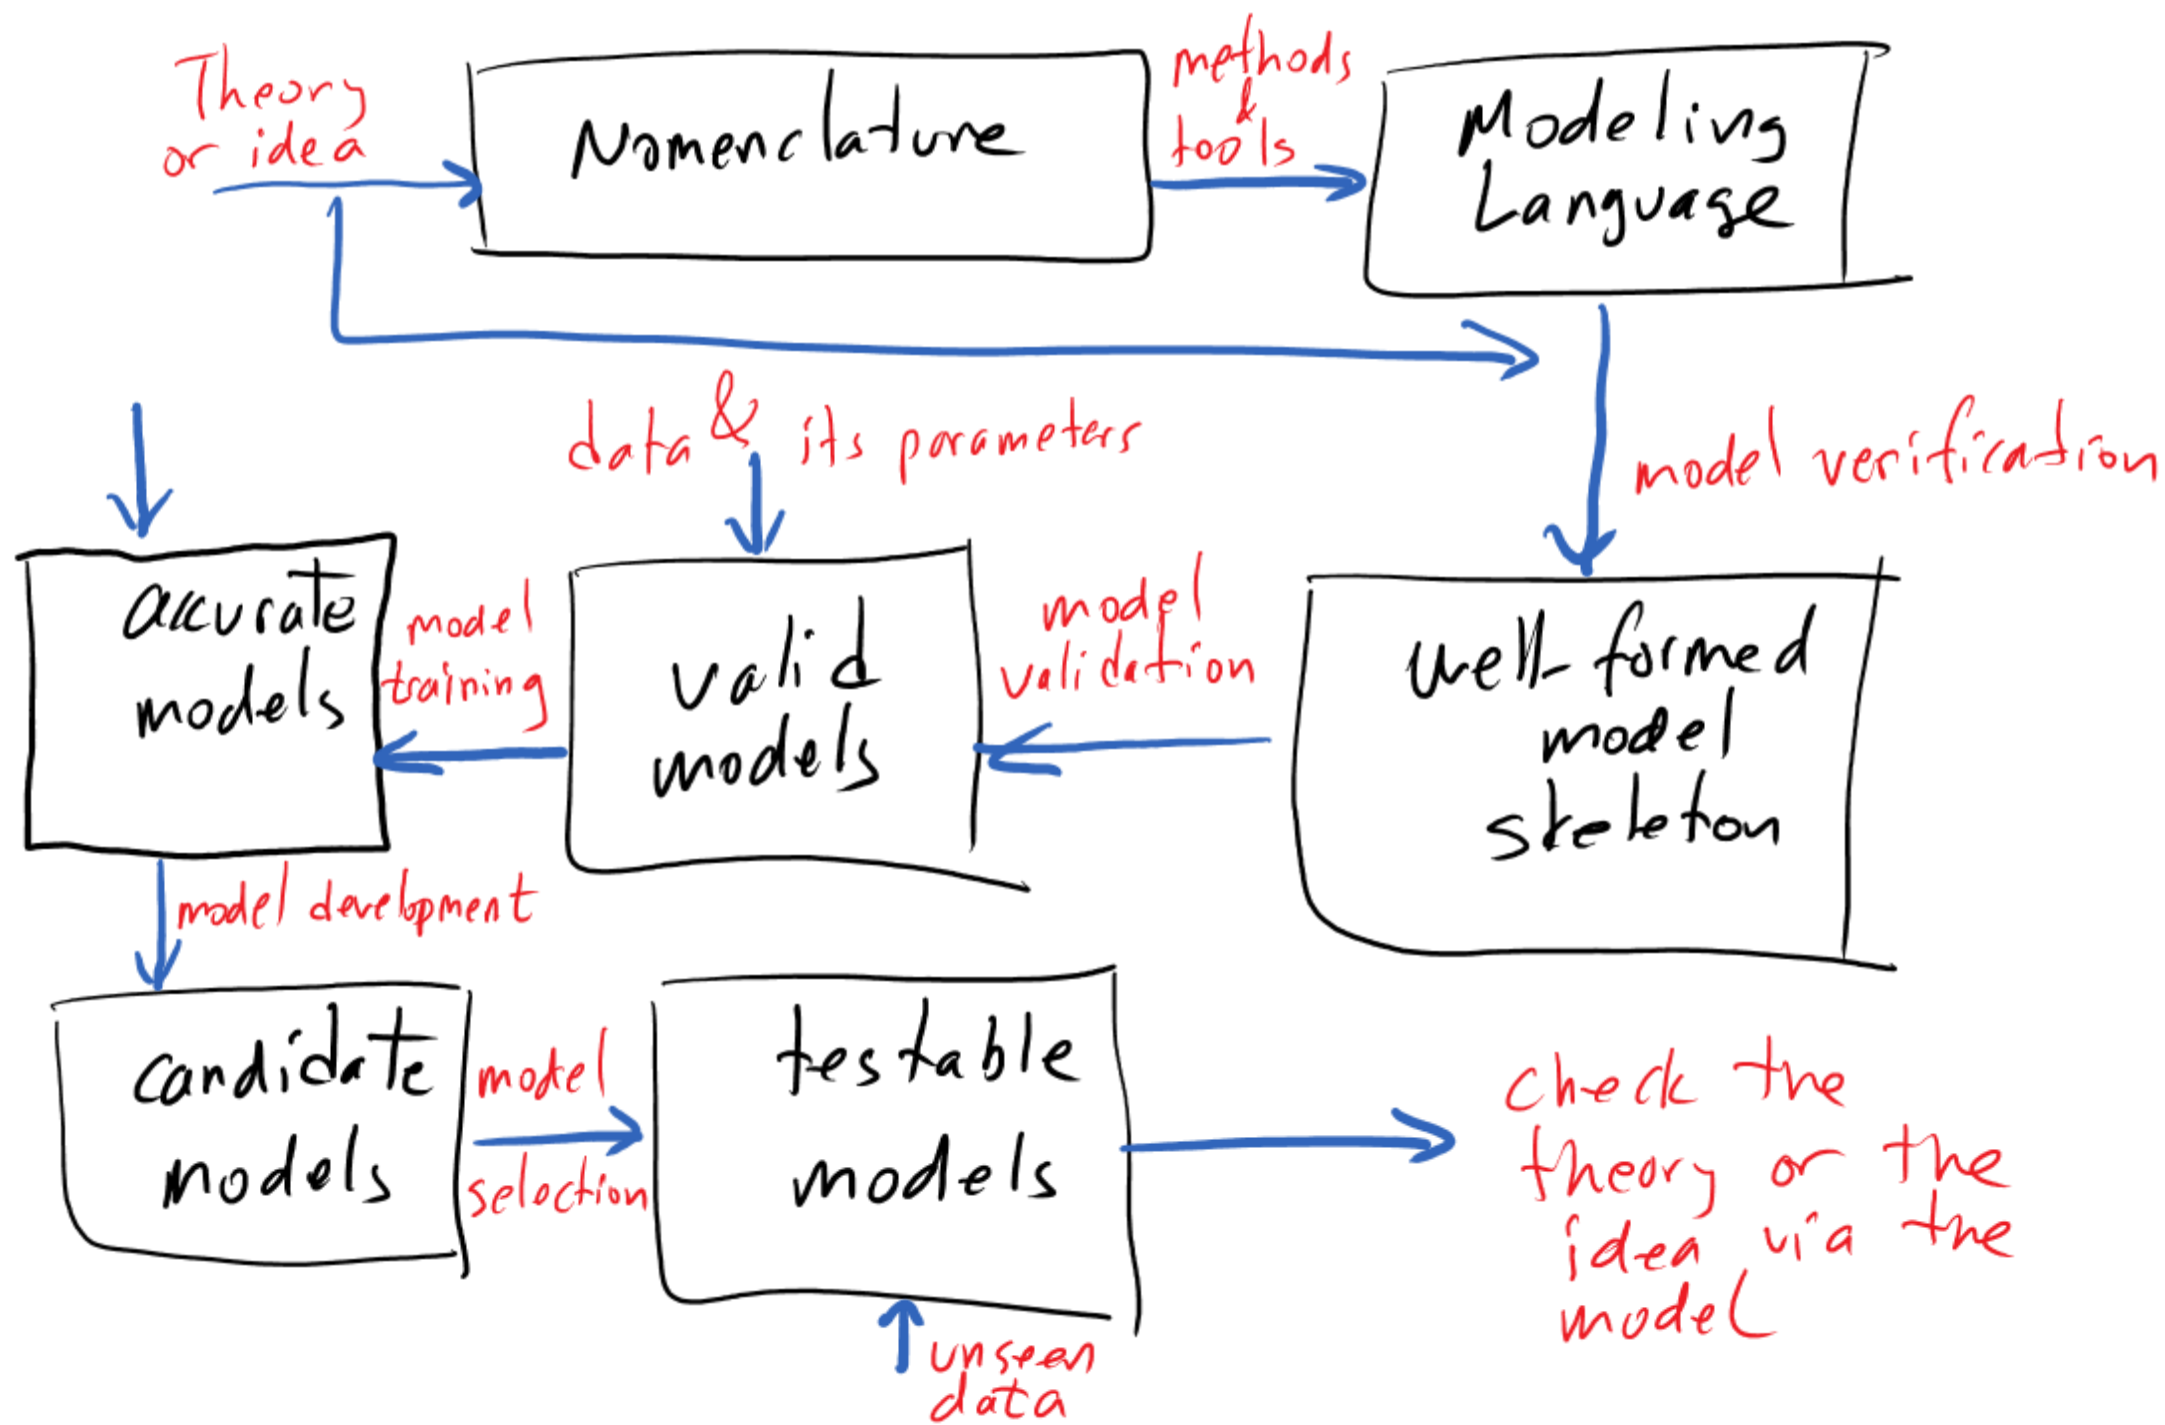 Theory
or idea
Nomenclature
methods
&
tools
Modeling
Language
data & its parameters
model verification
accurate
models
model
training
valid
models
model
validation
well-formed
model
skeleton
model development
candidate
models
model
selection
testable
models
check the
theory or the
idea via the
model
unseen
data